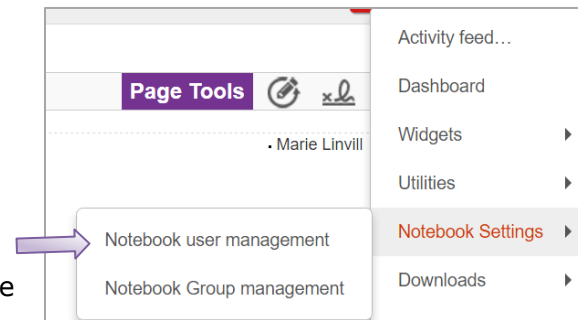 Activity feed…
Page Tools
Dashboard
Marie Linvill
Widgets
Utilities
Notebook Settings
Notebook user management
Notebook Group management
Downloads
e